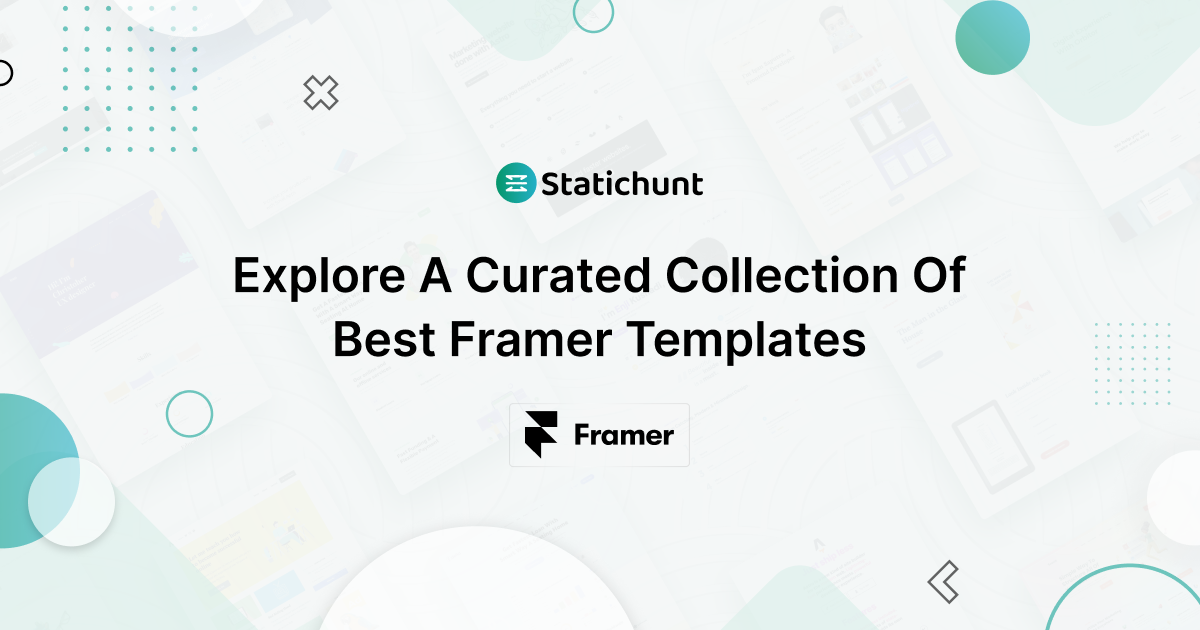 Statichunt
Explore A Curated Collection Of
Best Framer Templates
Framer